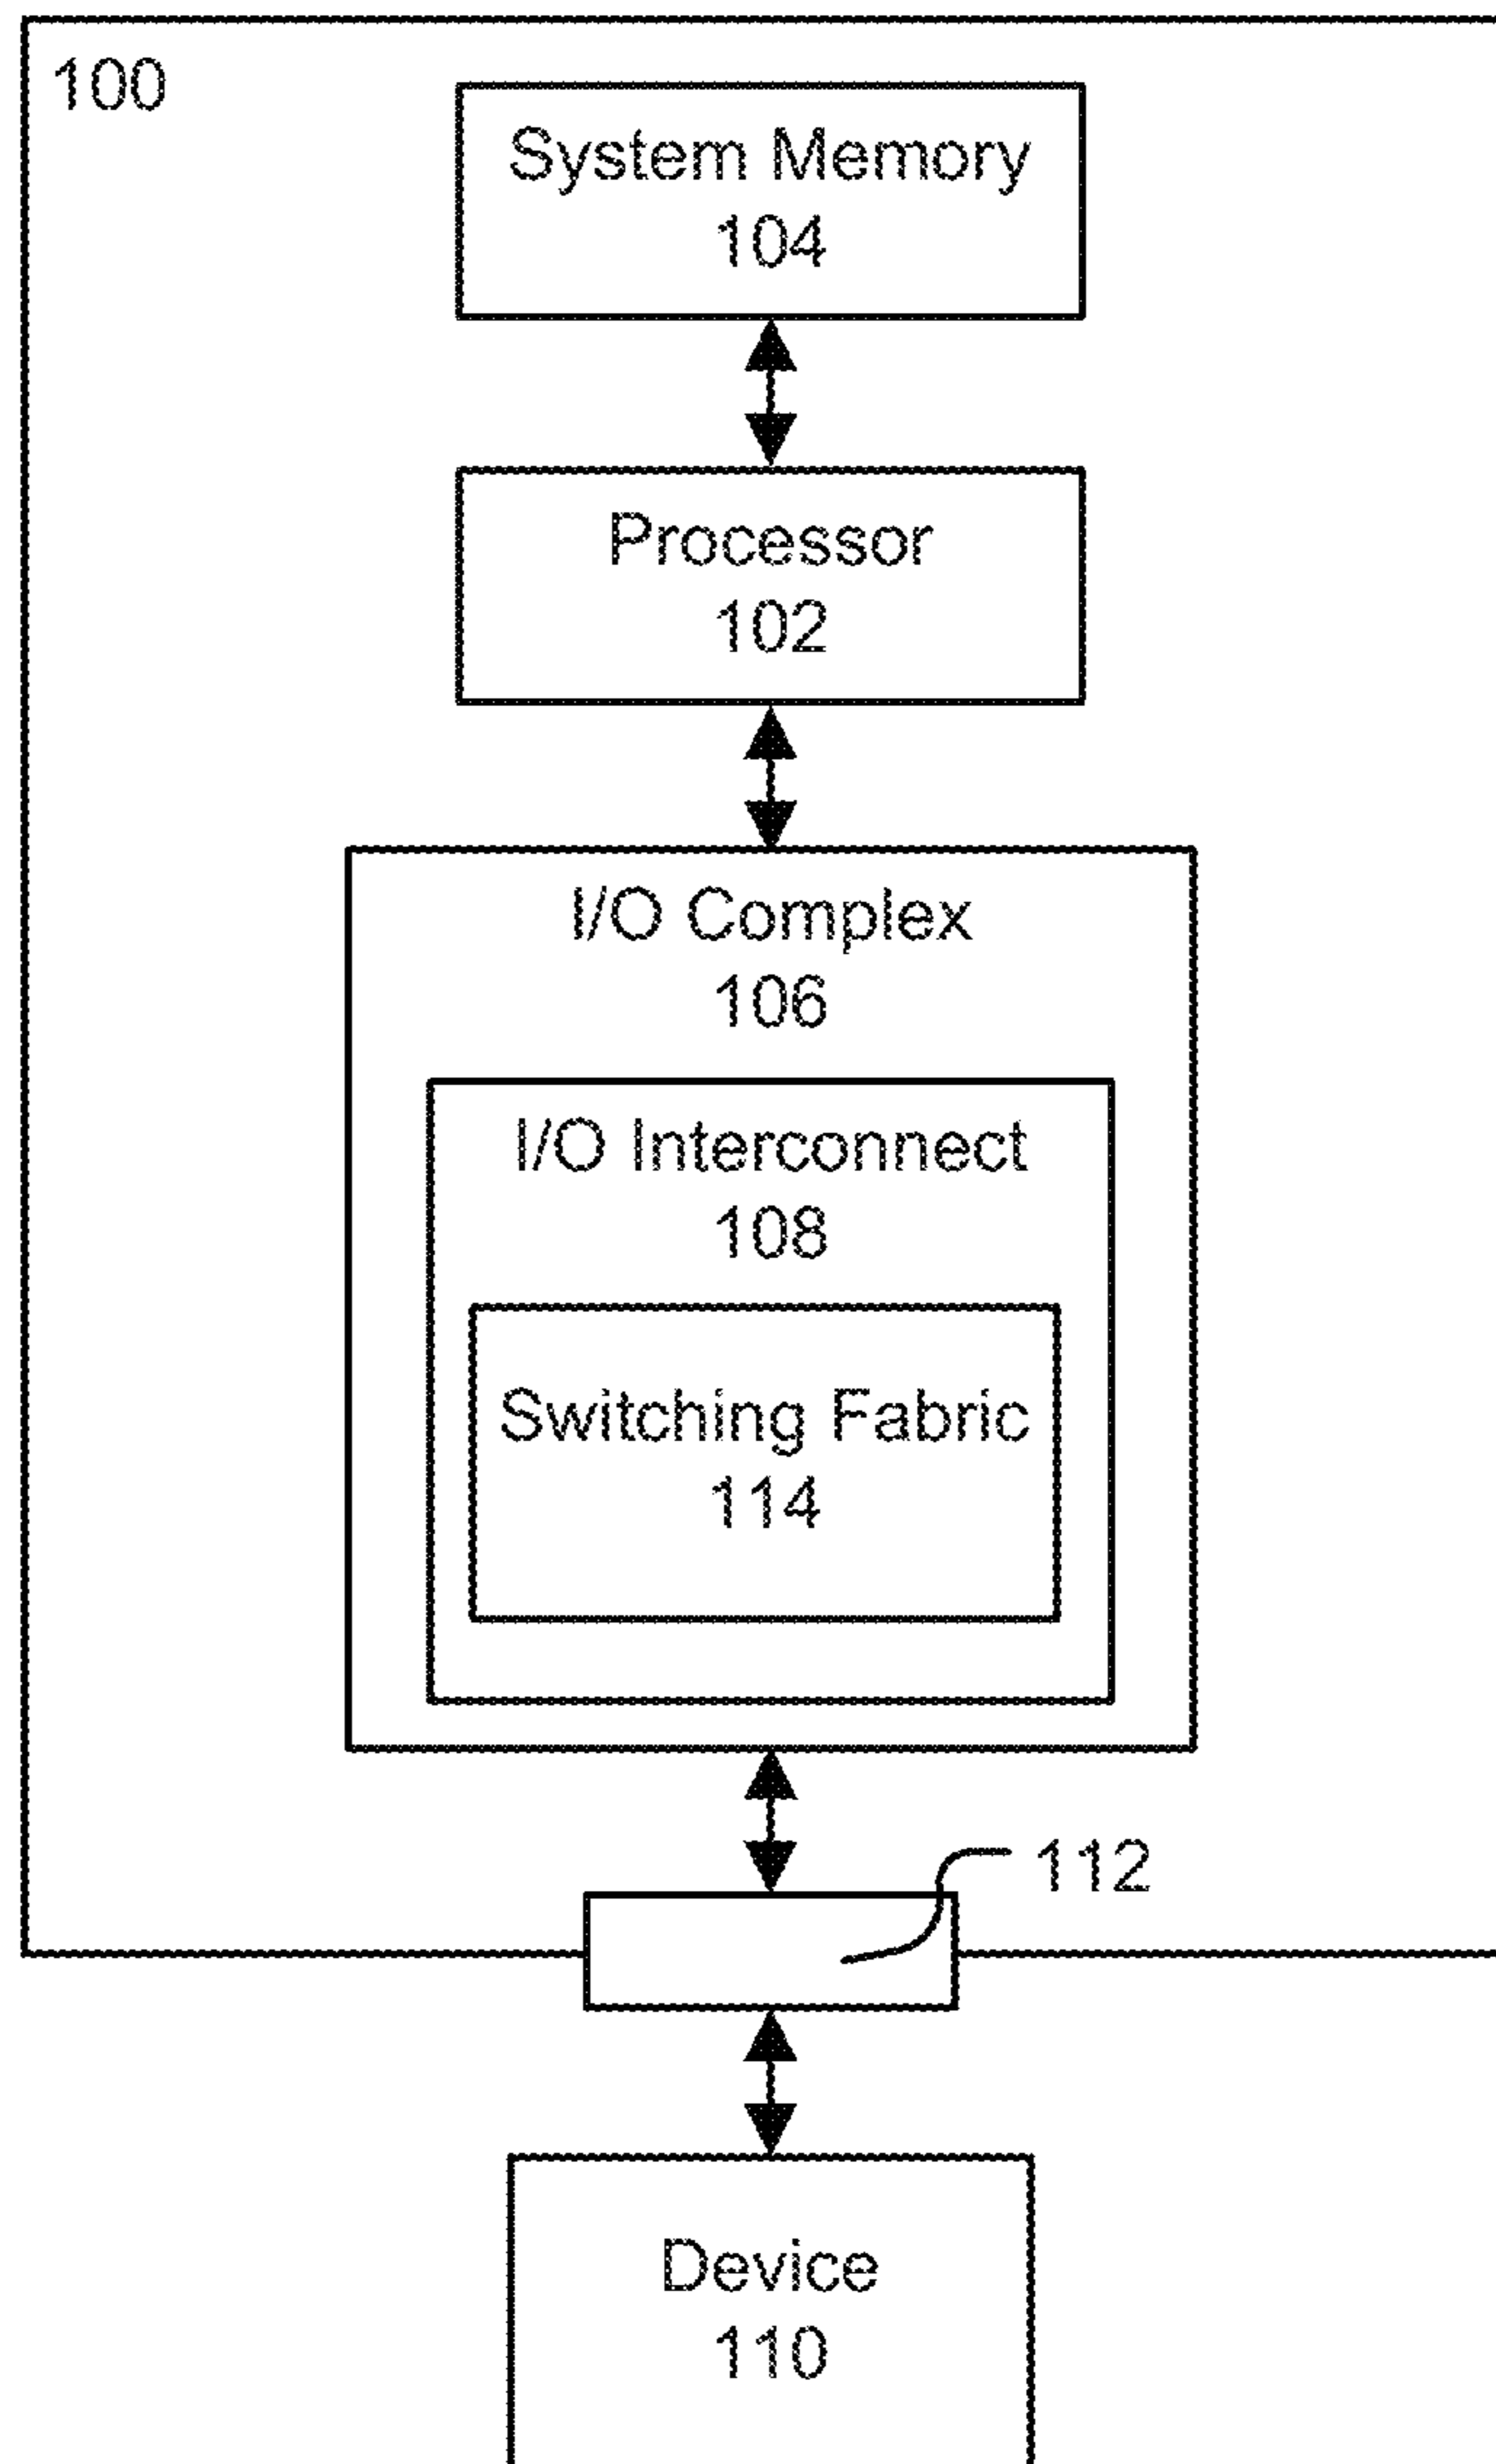 100
System Memory
104
Processor
102
I/O Complex
106
I/O Interconnect
108
Switching Fabric
114
112
Device
110